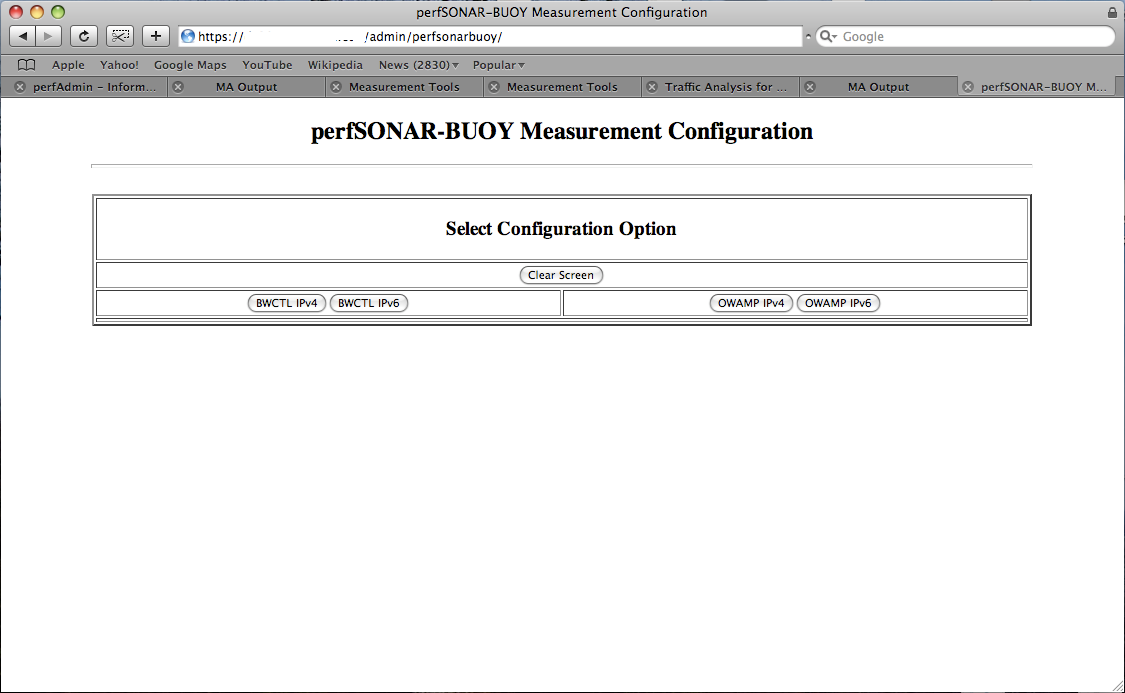 perfSONAR-BUOY Measurement Configuration
https:// /admin/perfsonarbuoy/ Google
Apple Yahoo! Google Maps YouTube Wikipedia News (2830) Popular
perfAdmin – Inform... MA Output Measurement Tools Measurement Tools Traffic Analysis for ... MA Output perfSONAR-BUOY M...
perfSONAR-BUOY Measurement Configuration
Select Configuration Option
Clear Screen
BWCTL IPv4 BWCTL IPv6 OWAMP IPv4 OWAMP IPv6